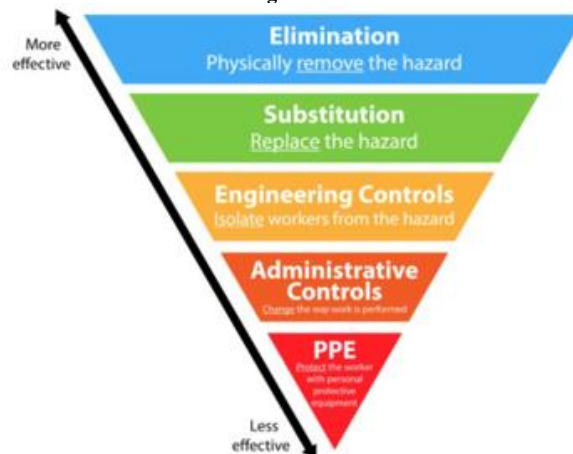 More
effective
Elimination
Physically remove the hazard
Substitution
Replace the hazard
Engineering Controls
Isolate workers from the hazard
Administrative
Controls
Change the way work is performed
PPE
Protect the worker
with personal
protective
equipment
Less
effective